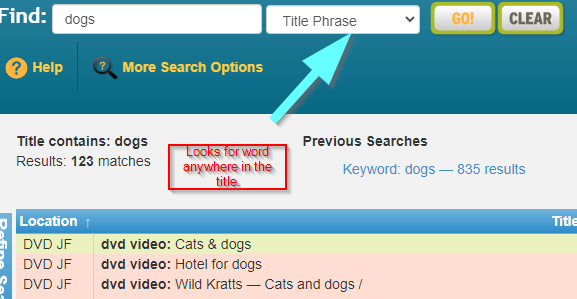 Find: dogs Title Phrase GO! CLEAR
? Help ? More Search Options
Title contains: dogs
Results: 123 matches
Looks for word
anywhere in the
title.
Previous Searches
Keyword: dogs — 835 results
Location ↑ Title
DVD JF dvd video: Cats & dogs
DVD JF dvd video: Hotel for dogs
DVD JF dvd video: Wild Kratts — Cats and dogs /